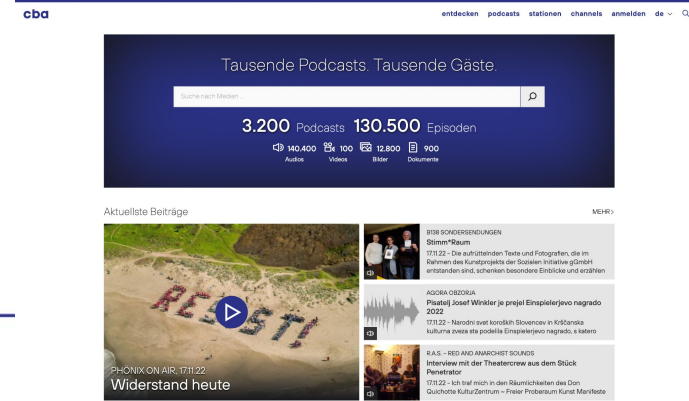 cba
entdecken podcasts stationen channels anmelden de
Tausende Podcasts. Tausende Gäste.
Suche nach Medien ...
3.200 Podcasts 130.500 Episoden
140.400 100 12.800 900
Audios Videos Bilder Dokumente
Aktuellste Beiträge MEHR>
RESIST!
PHÖNIX ON AIR, 17.11.22
Widerstand heute
B138 SONDERSENDUNGEN
Stimm*Raum
17.11.22 – Die aufrüttelnden Texte und Fotografien, die im
Rahmen des Kunstprojekts der Sozialen Initiative gGmbH
entstanden sind, schenken besondere Einblicke und erzählen
AGORA OBZORJA
Pisatelj Josef Winkler je prejel Einspielerjevo nagrado
2022
17.11.22 – Narodni svet koroških Slovencev in Krščanska
kulturna zveza sta podelila Einspielerjevo nagrado, s katero
R.A.S. – RED AND ANARCHIST SOUNDS
Interview mit der Theatercrew aus dem Stück
Penetrator
17.11.22 – Ich traf mich in den Räumlichkeiten des Don
Quichotte KulturZentrum – Freier Proberaum Kunst Manifeste